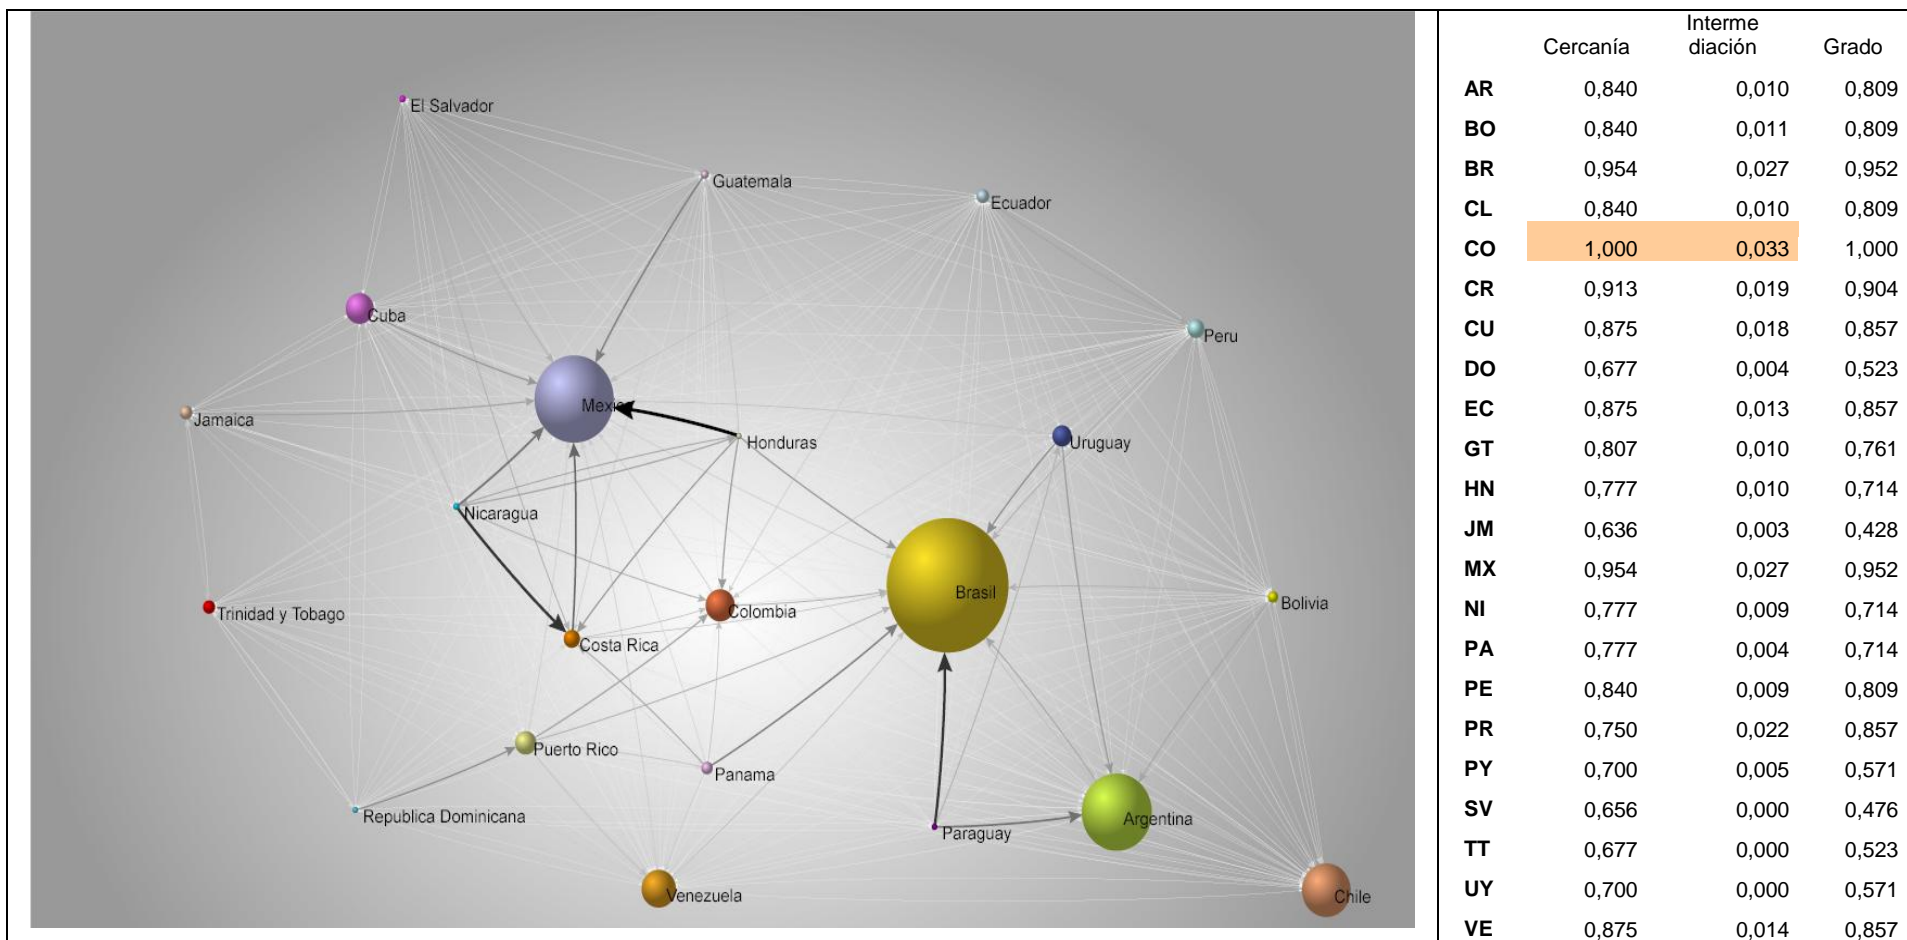 El Salvador
Guatemala
Ecuador
Cuba
Peru
Mexico
Jamaica
Honduras
Uruguay
Nicaragua
Brasil
Bolivia
Trinidad y Tobago
Colombia
Costa Rica
Puerto Rico
Panama
Republica Dominicana
Paraguay
Argentina
Venezuela
Chile
Cercanía Interme
diación Grado
AR 0,840 0,010 0,809
BO 0,840 0,011 0,809
BR 0,954 0,027 0,952
CL 0,840 0,010 0,809
CO 1,000 0,033 1,000
CR 0,913 0,019 0,904
CU 0,875 0,018 0,857
DO 0,677 0,004 0,523
EC 0,875 0,013 0,857
GT 0,807 0,010 0,761
HN 0,777 0,010 0,714
JM 0,636 0,003 0,428
MX 0,954 0,027 0,952
NI 0,777 0,009 0,714
PA 0,777 0,004 0,714
PE 0,840 0,009 0,809
PR 0,750 0,022 0,857
PY 0,700 0,005 0,571
SV 0,656 0,000 0,476
TT 0,677 0,000 0,523
UY 0,700 0,000 0,571
VE 0,875 0,014 0,857